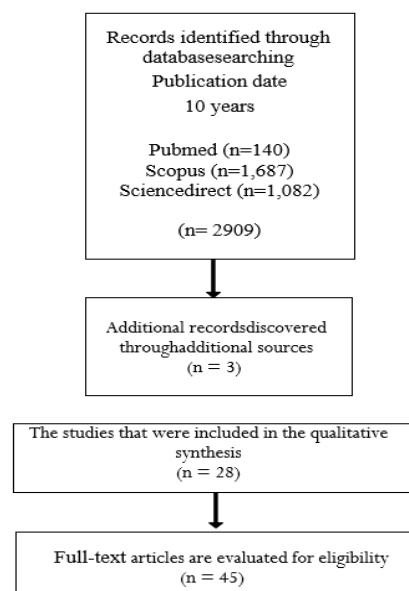 Records identified through
databasesearching
Publication date
10 years
Pubmed (n=140)
Scopus (n=1,687)
Sciencedirect (n=1,082)
(n= 2909)
Additional recordsdiscovered
throughadditional sources
(n = 3)
The studies that were included in the qualitative
synthesis
(n = 28)
Full-text articles are evaluated for eligibility
(n = 45)